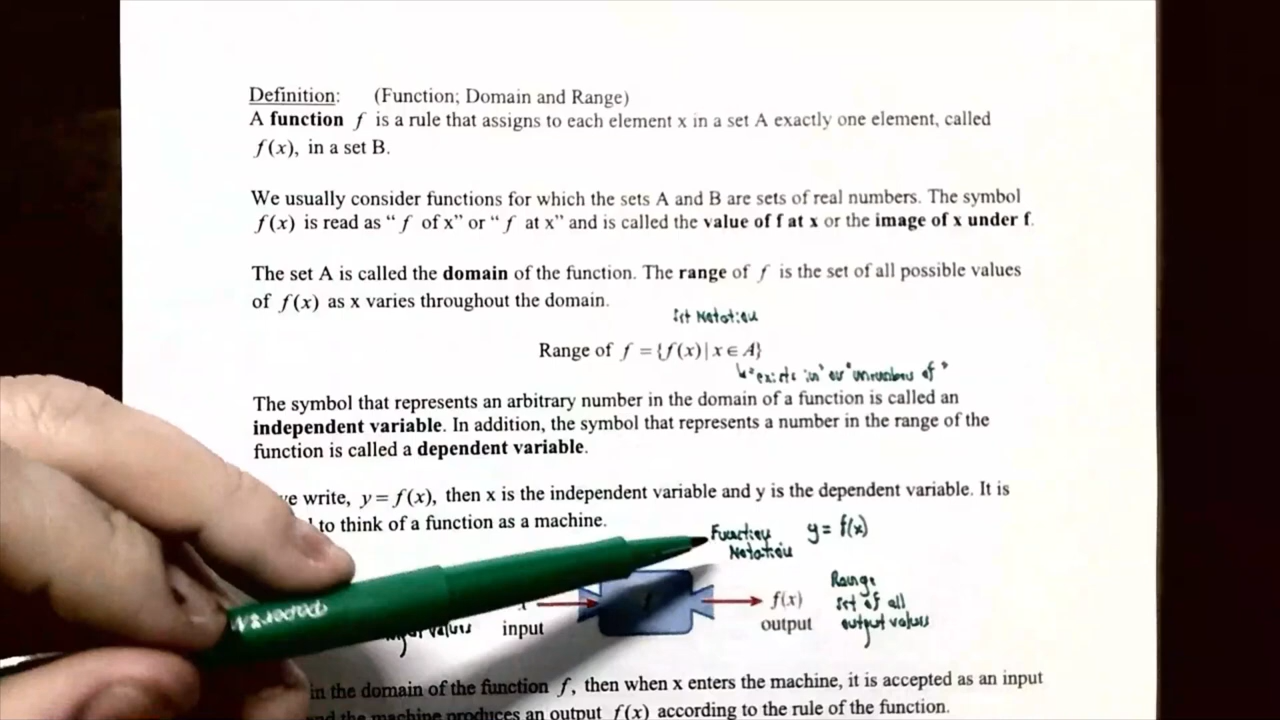 Definition: (Function; Domain and Range)
A function f is a rule that assigns to each element x in a set A exactly one element, called
f(x), in a set B.
We usually consider functions for which the sets A and B are sets of real numbers. The symbol
f(x) is read as “ f of x” or “ f at x” and is called the value of f at x or the image of x under f.
The set A is called the domain of the function. The range of f is the set of all possible values
of f(x) as x varies throughout the domain.
Set Notation
Range of f = {f(x) | x ∈ A}
"exists in" or "members of"
The symbol that represents an arbitrary number in the domain of a function is called an
independent variable. In addition, the symbol that represents a number in the range of the
function is called a dependent variable.
write, y = f(x), then x is the independent variable and y is the dependent variable. It is
to think of a function as a machine.
Function
Notation
y = f(x)
Range
set of all
output values
values
input
f(x)
output
in the domain of the function f, then when x enters the machine, it is accepted as an input
and the machine produces an output f(x) according to the rule of the function.